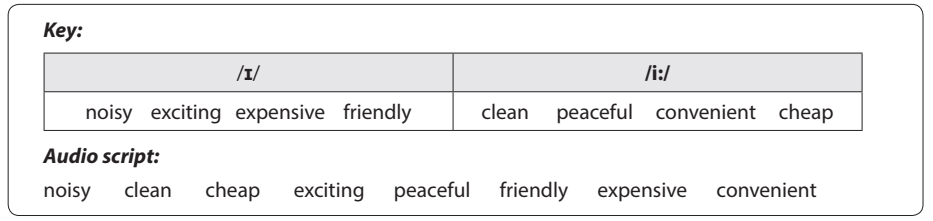 Key:
/ɪ/ /i:/
noisy exciting expensive friendly clean peaceful convenient cheap
Audio script:
noisy clean cheap exciting peaceful friendly expensive convenient